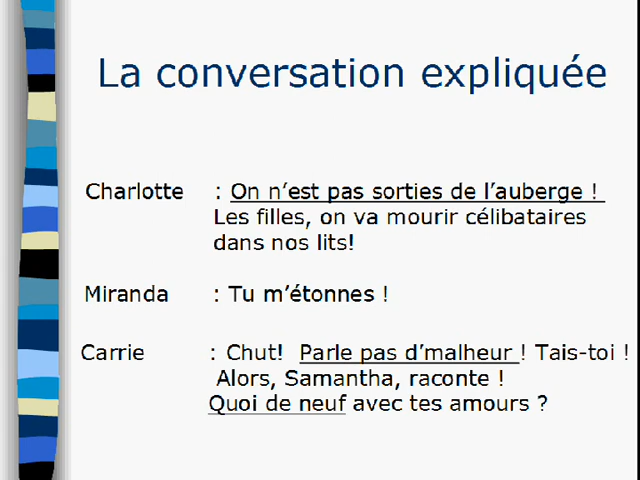 La conversation expliquée
Charlotte : On n'est pas sorties de l'auberge !
Les filles, on va mourir célibataires
dans nos lits!
Miranda : Tu m'étonnes !
Carrie : Chut! Parle pas d'malheur ! Tais-toi !
Alors, Samantha, raconte !
Quoi de neuf avec tes amours ?